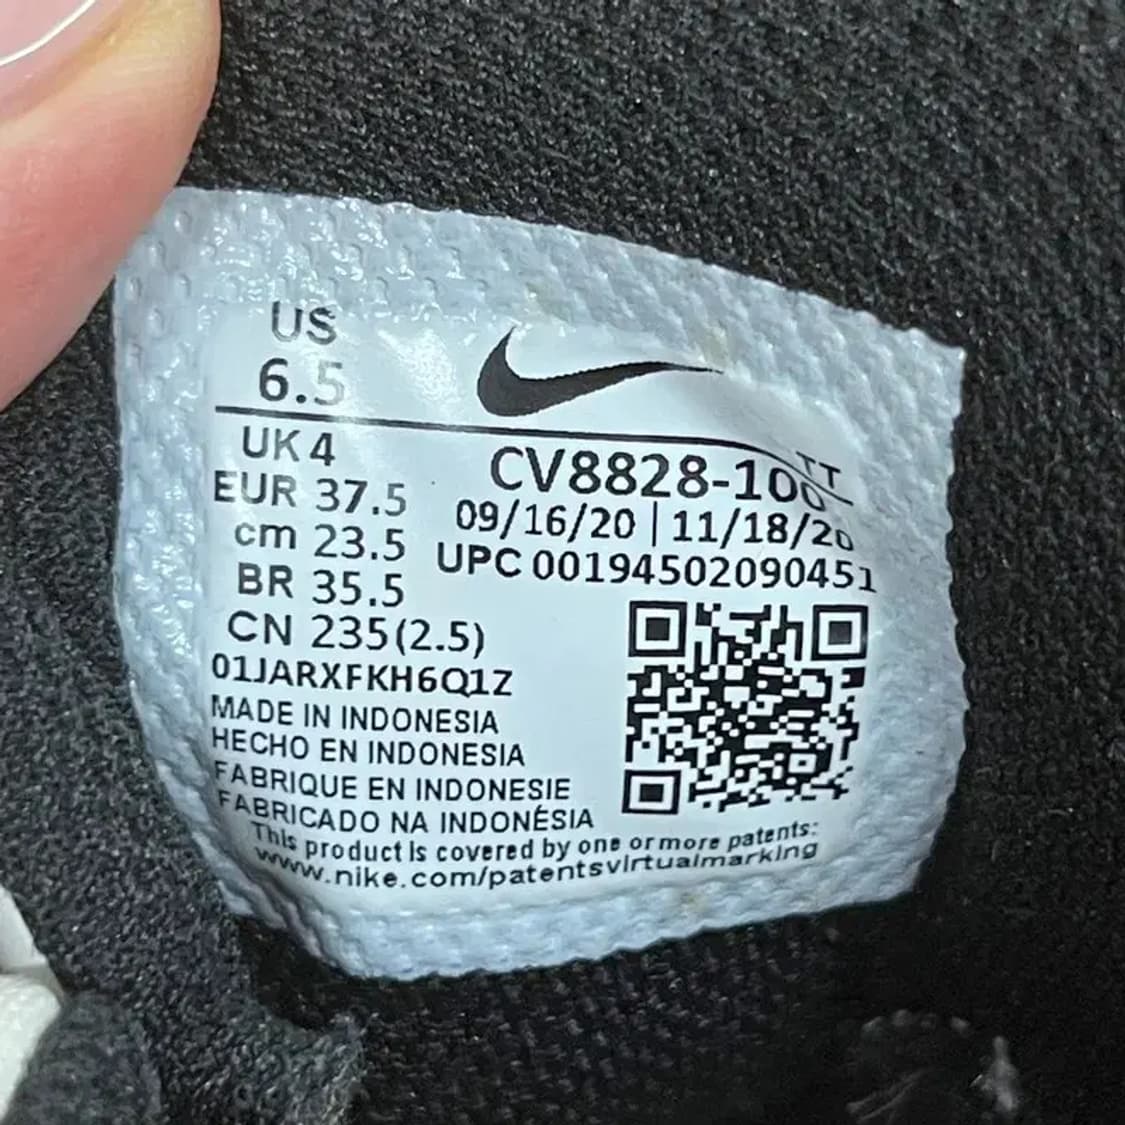 US
6.5
UK 4
EUR 37.5
cm 23.5
BR 35.5
CN 235(2.5)
01JARXFKH6Q1Z
MADE IN INDONESIA
HECHO EN INDONESIA
FABRIQUE EN INDONESIE
FABRICADO NA INDONÉSIA
This product is covered by one or more patents:
www.nike.com/patentsvirtualmarking
TT
CV8828-100
09/16/20 | 11/18/20
UPC 00194502090451